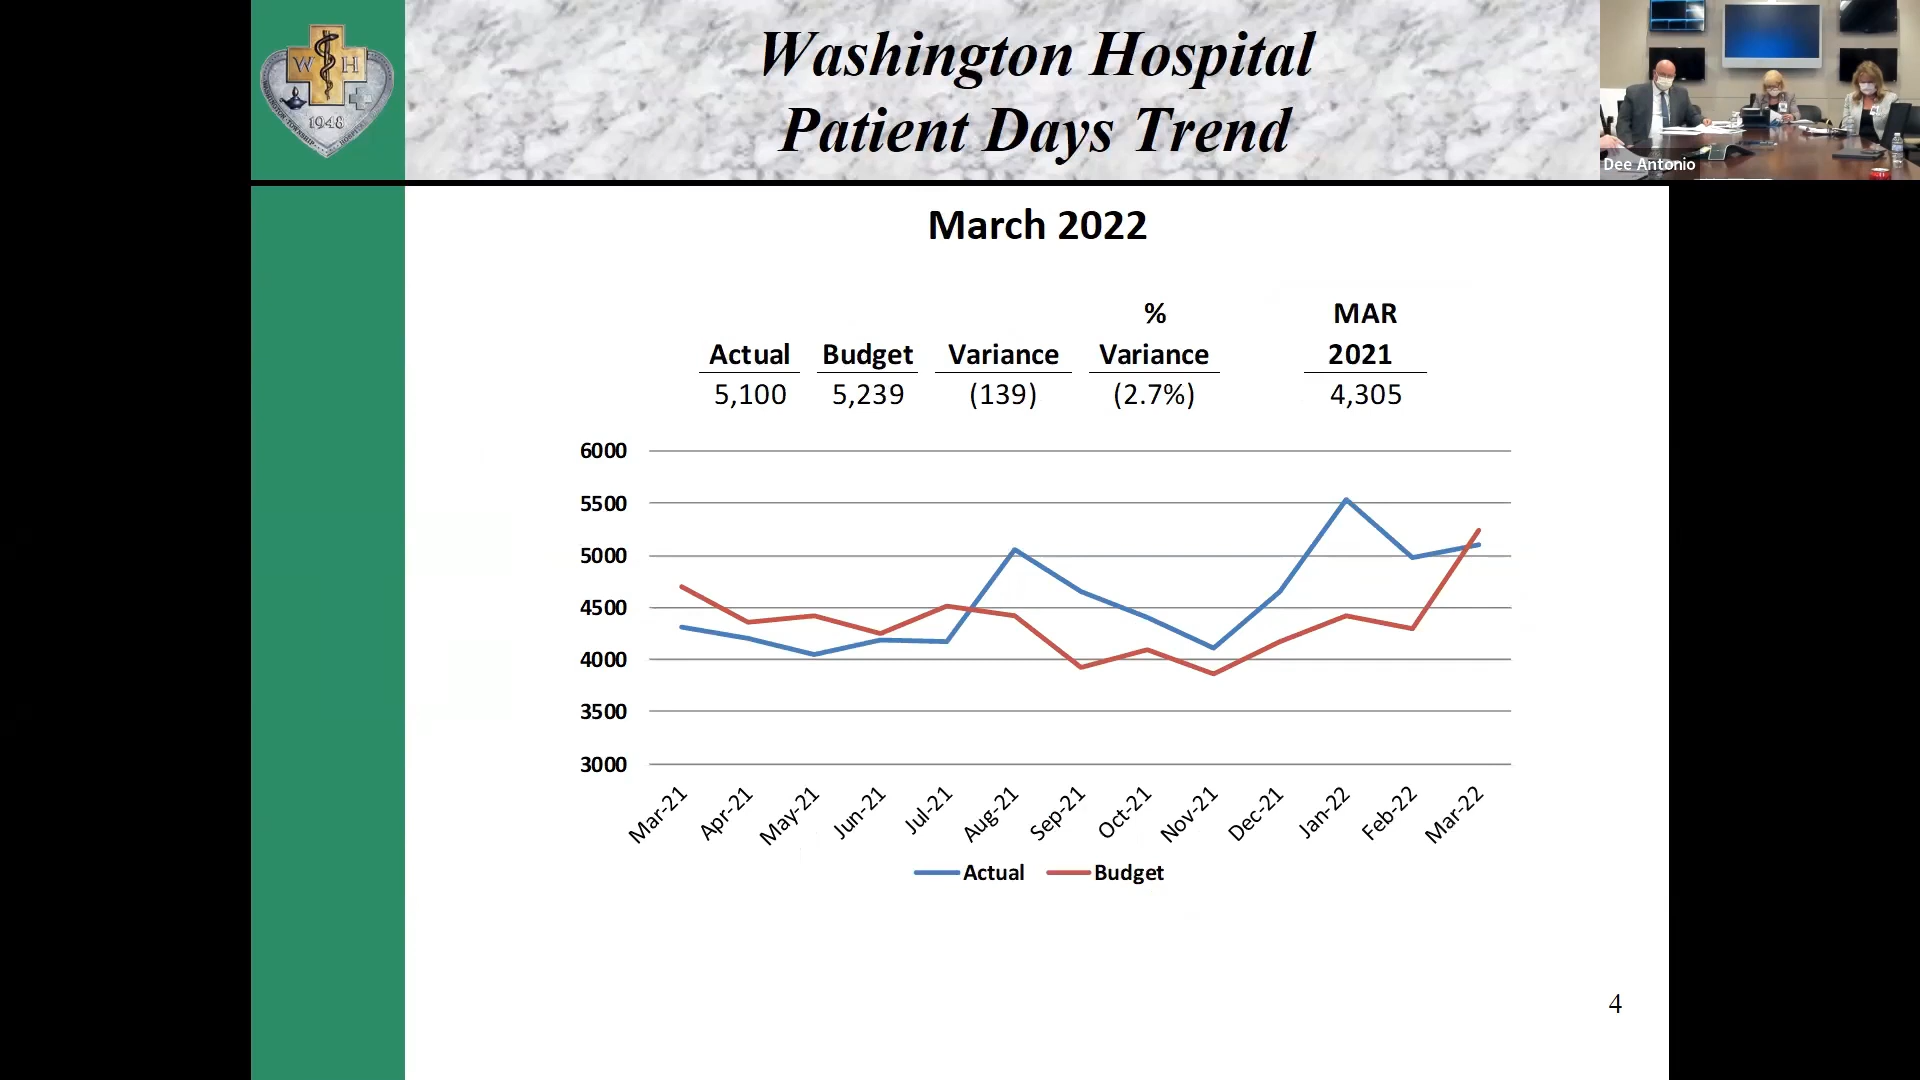 Washington Hospital
Patient Days Trend
W H
1948
Dee Antonio
March 2022
% MAR
Actual Budget Variance Variance 2021
5,100 5,239 (139) (2.7%) 4,305
6000
5500
5000
4500
4000
3500
3000
Mar-21 Apr-21 May-21 Jun-21 Jul-21 Aug-21 Sep-21 Oct-21 Nov-21 Dec-21 Jan-22 Feb-22 Mar-22
Actual Budget
4